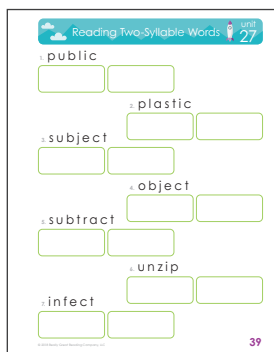 Reading Two-Syllable Words
unit
27
1. public
2. plastic
3. subject
4. object
5. subtract
6. unzip
7. infect
39